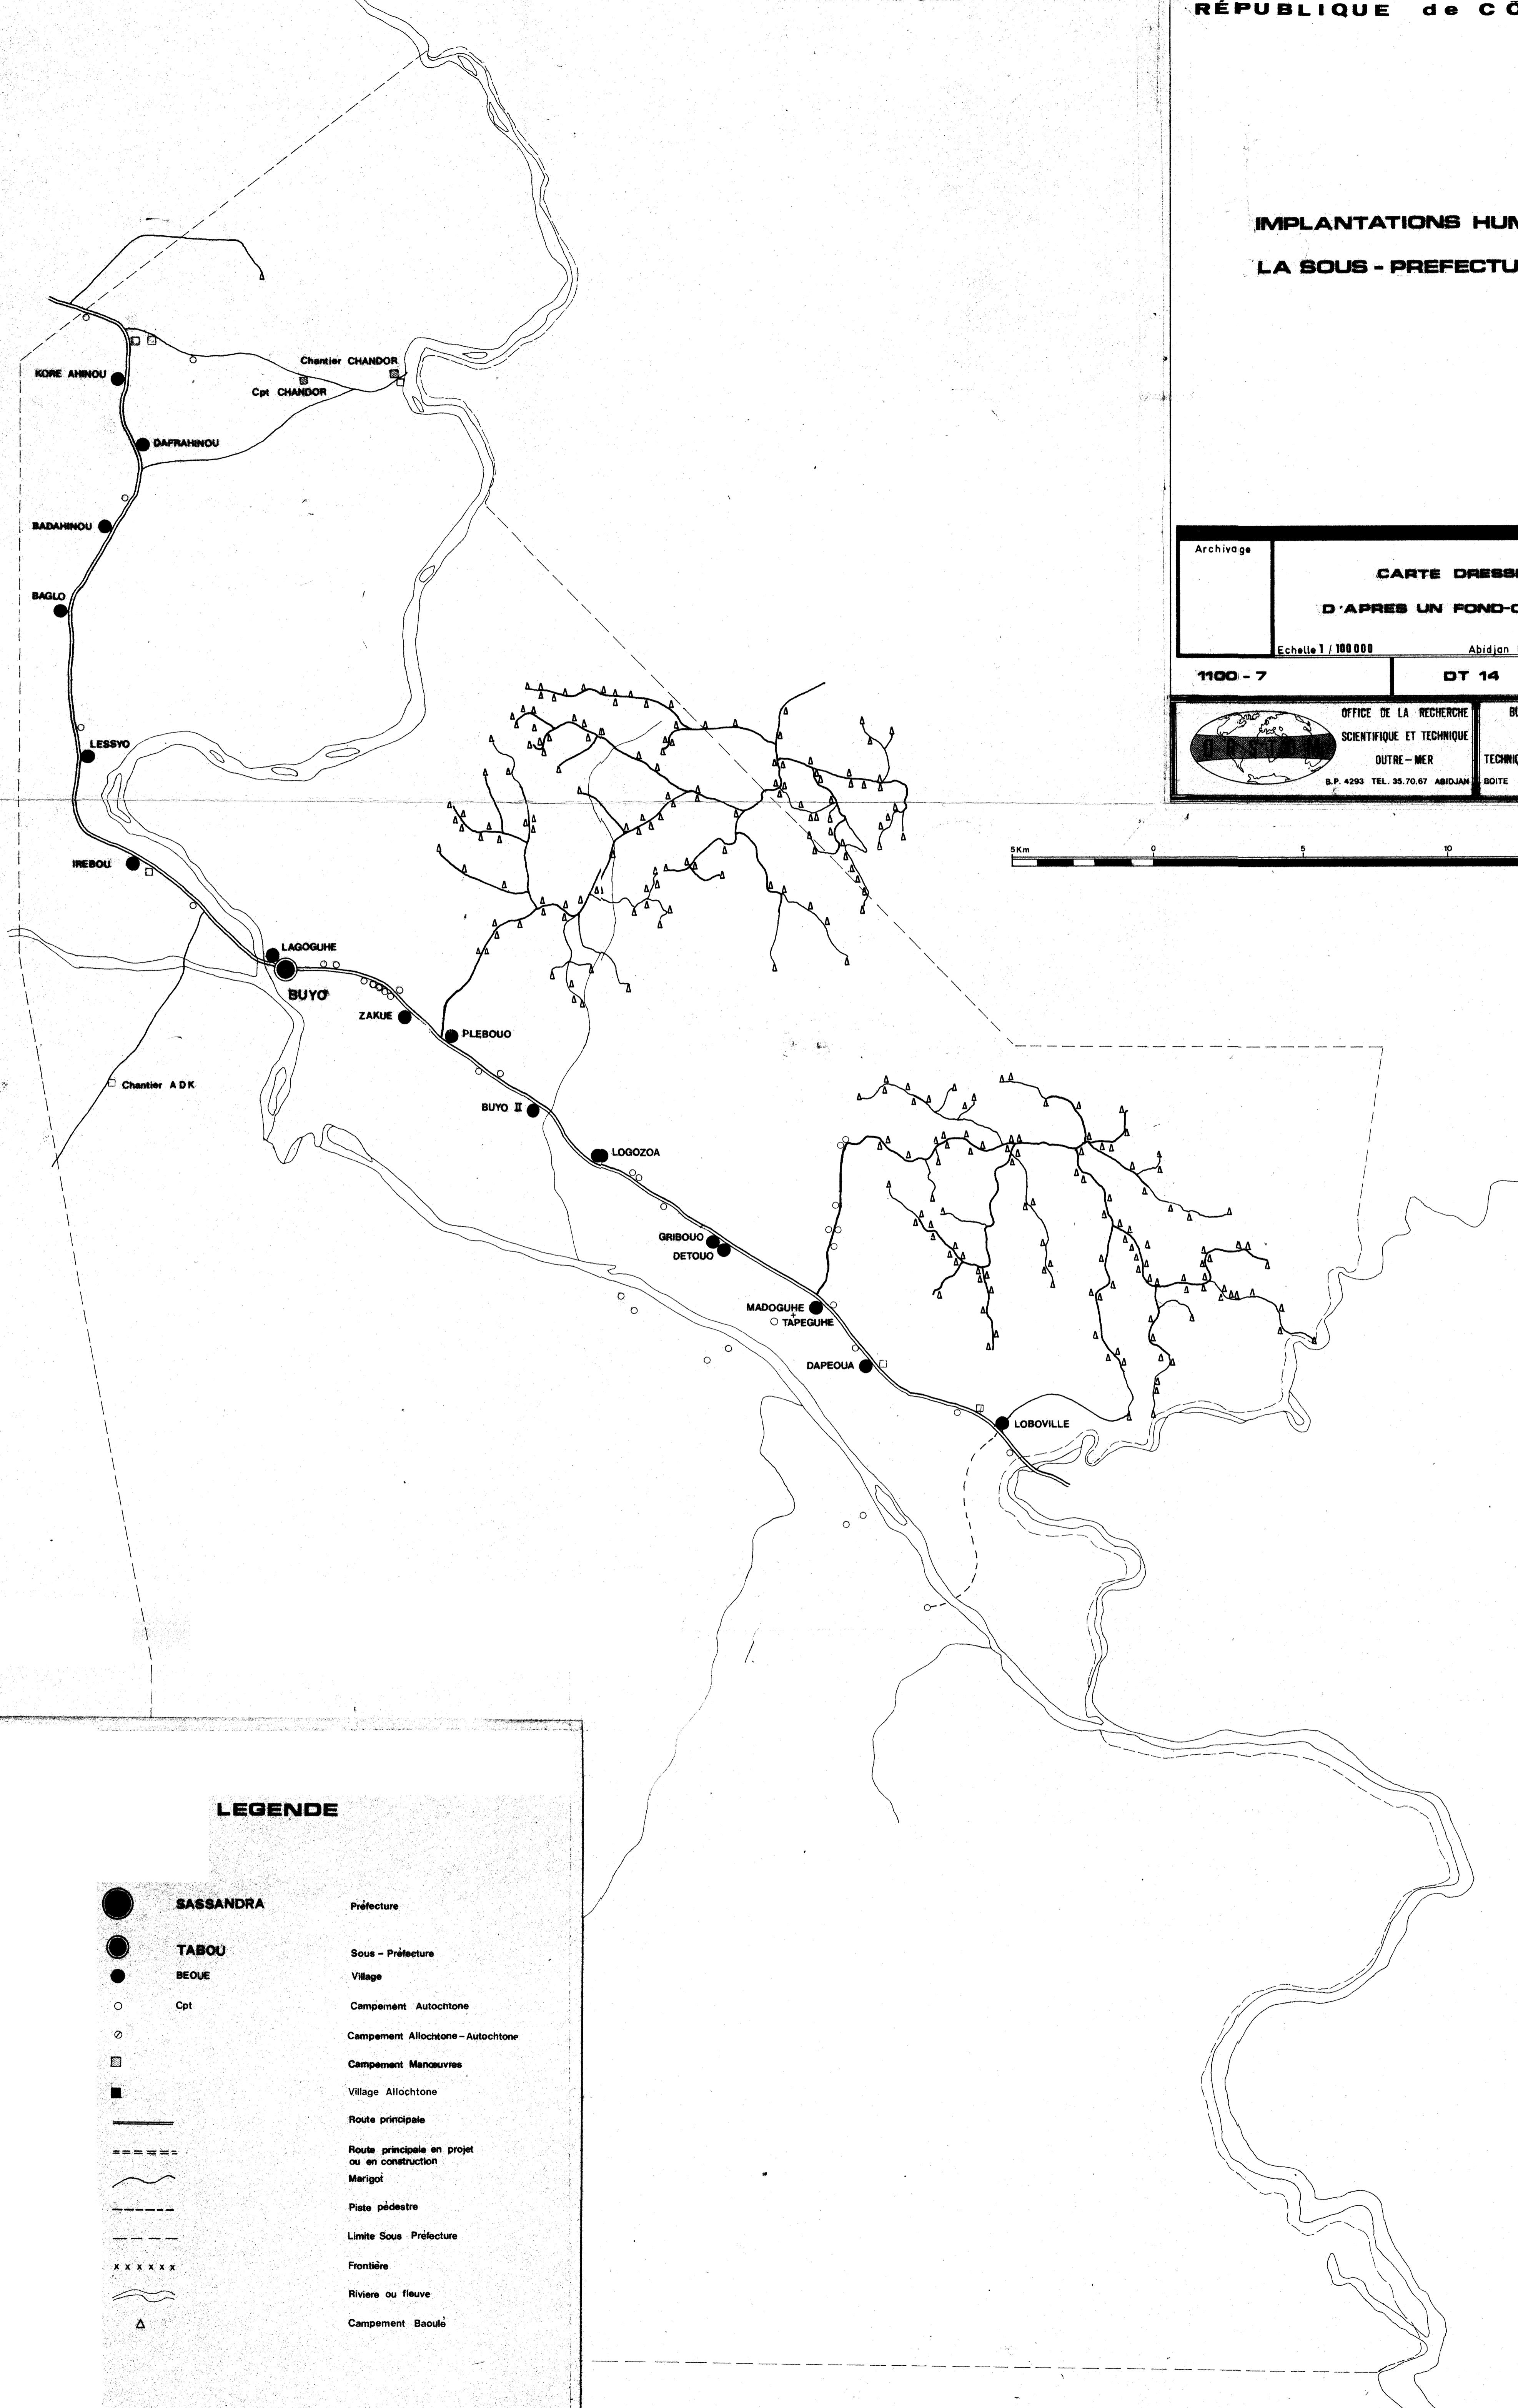 RÉPUBLIQUE de CÔ
IMPLANTATIONS HUM
LA SOUS - PREFECTU
Archivage
CARTE DRESSÉ
D'APRES UN FOND-C
Echelle 1 / 100 000
Abidjan
1100 - 7
DT 14
ORSTOM
OFFICE DE LA RECHERCHE
SCIENTIFIQUE ET TECHNIQUE
OUTRE-MER
B.P. 4293 TEL. 35.70.67 ABIDJAN
BU
TECHNIQ
BOITE
5Km 0 5 10
Chantier CHANDOR
KORE AHINOU
Cpt CHANDOR
DAFRAHINOU
BADAHINOU
BAGLO
LESSYO
IREBOU
LAGOGUHE
BUYO
ZAKUE
PLEBOUO
Chantier ADK
BUYO II
LOGOZOA
GRIBOUO
DETOUO
MADOGUHE
+
TAPEGUHE
DAPEOUA
LOBOVILLE
LEGENDE
SASSANDRA Préfecture
TABOU Sous - Préfecture
BEOUE Village
Cpt Campement Autochtone
Campement Allochtone - Autochtone
Campement Manœuvres
Village Allochtone
Route principale
Route principale en projet
ou en construction
Marigot
Piste pédestre
Limite Sous Préfecture
Frontière
Riviere ou fleuve
Campement Baoulé